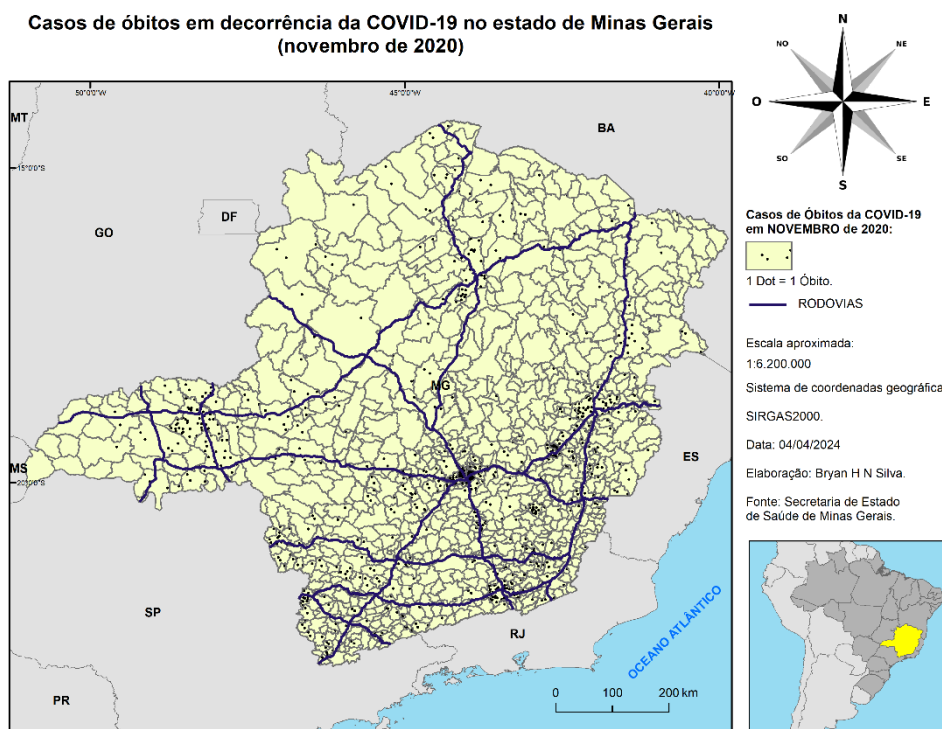 Casos de óbitos em decorrência da COVID-19 no estado de Minas Gerais
(novembro de 2020)
50°0'0"W
45°0'0"W
40°0'0"W
MT
BA
15°0'0"S
DF
GO
MG
MS
20°0'0"S
ES
SP
RJ
PR
OCEANO ATLÂNTICO
0 100 200 km
N
NO
NE
O
E
SO
SE
S
Casos de Óbitos da COVID-19
em NOVEMBRO de 2020:
1 Dot = 1 Óbito.
RODOVIAS
Escala aproximada:
1:6.200.000
Sistema de coordenadas geográfica
SIRGAS2000.
Data: 04/04/2024
Elaboração: Bryan H N Silva.
Fonte: Secretaria de Estado
de Saúde de Minas Gerais.